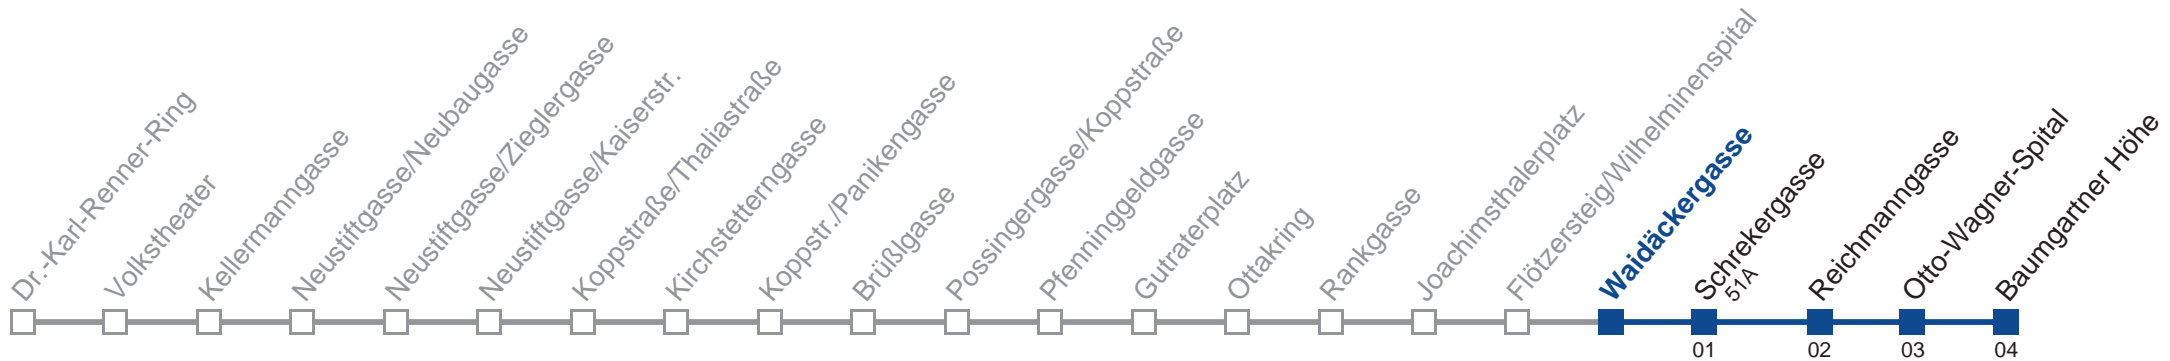 Dr.-Karl-Renner-Ring
Volkstheater
Kellermanngasse
Neustiftgasse/Neubaugasse
Neustiftgasse/Zieglergasse
Neustiftgasse/Kaiserstr.
Koppstraße/Thaliastraße
Kirchstetterngasse
Koppstr./Panikengasse
Brüßlgasse
Possingergasse/Koppstraße
Pfenninggeldgasse
Gutraterplatz
Ottakring
Rankgasse
Joachimsthalerplatz
Flötzersteig/Wilhelminenspital
Waidäckergasse
Schrekergasse
51A
Reichmanngasse
Otto-Wagner-Spital
Baumgartner Höhe
01
02
03
04